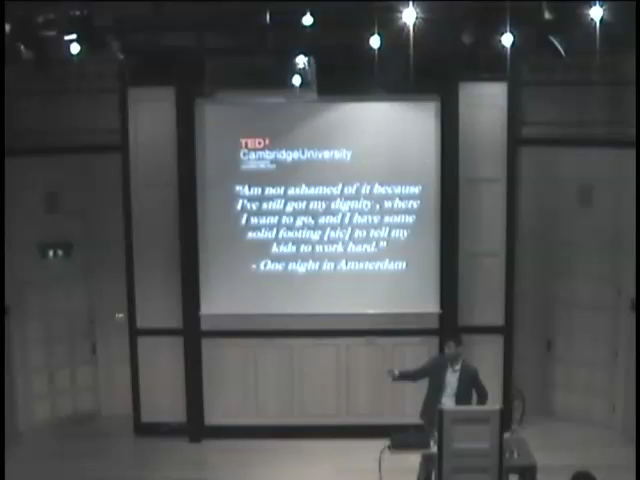 TEDx
CambridgeUniversity
"Am not ashamed of it because
I've still got my dignity, where
I want to go, and I have some
solid footing [sic] to tell my
kids to work hard."
- One night in Amsterdam